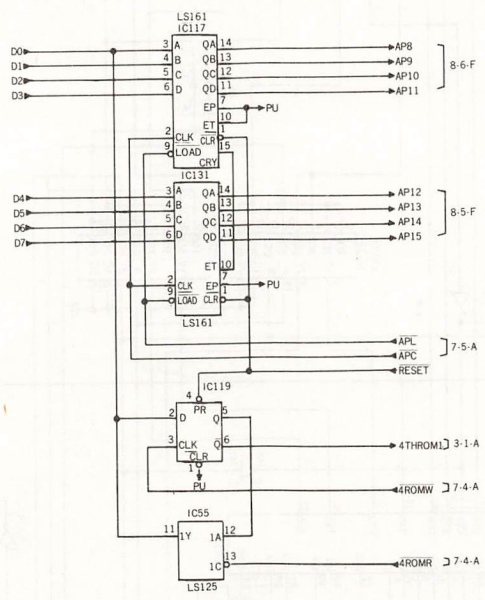 LS161
IC117
D0 3 A QA 14 AP8
D1 4 B QB 13 AP9
D2 5 C QC 12 AP10
D3 6 D QD 11 AP11
8-6-F
EP 7 PU
ET 10
2 CLK CLR 1
9 LOAD 15
CRY
IC131
D4 3 A QA 14 AP12
D5 4 B QB 13 AP13
D6 5 C QC 12 AP14
D7 6 D QD 11 AP15
8-5-F
ET 10
2 CLK EP 7 PU
9 LOAD CLR 1
LS161
APL
APC
7-5-A
RESET
IC119
4 PR
2 D Q 5
3 CLK Q 6 4THROM1 3-1-A
CLR
1
PU
4ROMW 7-4-A
IC55
11 1Y 1A 12
1C 13 4ROMR 7-4-A
LS125